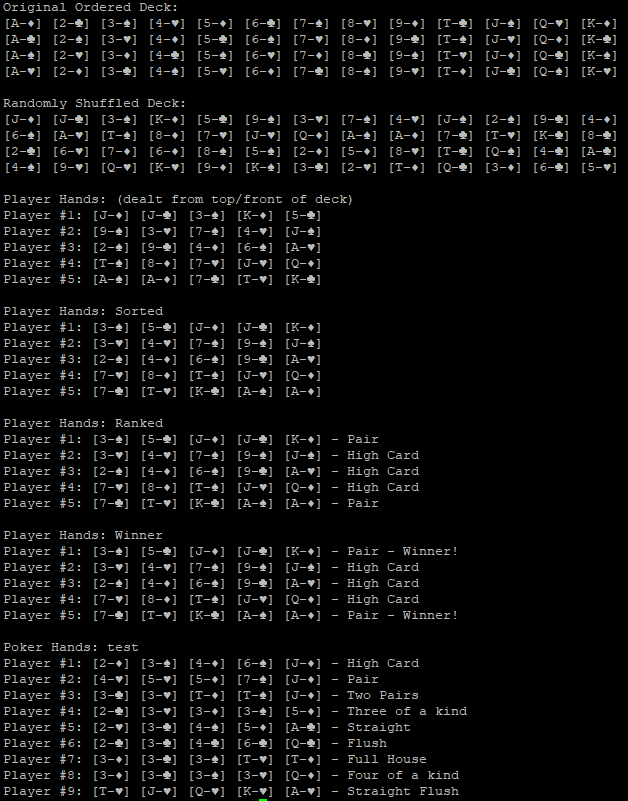 Original Ordered Deck:
[A-♦] [2-♣] [3-♠] [4-♥] [5-♦] [6-♣] [7-♠] [8-♥] [9-♦] [T-♣] [J-♠] [Q-♥] [K-♦]
[A-♣] [2-♠] [3-♥] [4-♦] [5-♣] [6-♠] [7-♥] [8-♦] [9-♣] [T-♠] [J-♥] [Q-♦] [K-♣]
[A-♠] [2-♥] [3-♦] [4-♣] [5-♠] [6-♥] [7-♦] [8-♣] [9-♠] [T-♥] [J-♦] [Q-♣] [K-♠]
[A-♥] [2-♦] [3-♣] [4-♠] [5-♥] [6-♦] [7-♣] [8-♠] [9-♥] [T-♦] [J-♣] [Q-♠] [K-♥]
Randomly Shuffled Deck:
[J-♦] [J-♣] [3-♠] [K-♦] [5-♣] [9-♠] [3-♥] [7-♠] [4-♥] [J-♠] [2-♠] [9-♣] [4-♦]
[6-♠] [A-♥] [T-♠] [8-♦] [7-♥] [J-♥] [Q-♦] [A-♠] [A-♦] [7-♣] [T-♥] [K-♣] [8-♣]
[2-♣] [6-♥] [7-♦] [6-♦] [8-♠] [5-♠] [2-♦] [5-♦] [8-♥] [T-♣] [Q-♠] [4-♣] [A-♣]
[4-♠] [9-♥] [Q-♥] [K-♥] [9-♦] [K-♠] [3-♣] [2-♥] [T-♦] [Q-♣] [3-♦] [6-♣] [5-♥]
Player Hands: (dealt from top/front of deck)
Player #1: [J-♦] [J-♣] [3-♠] [K-♦] [5-♣]
Player #2: [9-♠] [3-♥] [7-♠] [4-♥] [J-♠]
Player #3: [2-♠] [9-♣] [4-♦] [6-♠] [A-♥]
Player #4: [T-♠] [8-♦] [7-♥] [J-♥] [Q-♦]
Player #5: [A-♠] [A-♦] [7-♣] [T-♥] [K-♣]
Player Hands: Sorted
Player #1: [3-♠] [5-♣] [J-♦] [J-♣] [K-♦]
Player #2: [3-♥] [4-♥] [7-♠] [9-♠] [J-♠]
Player #3: [2-♠] [4-♦] [6-♠] [9-♣] [A-♥]
Player #4: [7-♥] [8-♦] [T-♠] [J-♥] [Q-♦]
Player #5: [7-♣] [T-♥] [K-♣] [A-♠] [A-♦]
Player Hands: Ranked
Player #1: [3-♠] [5-♣] [J-♦] [J-♣] [K-♦] - Pair
Player #2: [3-♥] [4-♥] [7-♠] [9-♠] [J-♠] - High Card
Player #3: [2-♠] [4-♦] [6-♠] [9-♣] [A-♥] - High Card
Player #4: [7-♥] [8-♦] [T-♠] [J-♥] [Q-♦] - High Card
Player #5: [7-♣] [T-♥] [K-♣] [A-♠] [A-♦] - Pair
Player Hands: Winner
Player #1: [3-♠] [5-♣] [J-♦] [J-♣] [K-♦] - Pair - Winner!
Player #2: [3-♥] [4-♥] [7-♠] [9-♠] [J-♠] - High Card
Player #3: [2-♠] [4-♦] [6-♠] [9-♣] [A-♥] - High Card
Player #4: [7-♥] [8-♦] [T-♠] [J-♥] [Q-♦] - High Card
Player #5: [7-♣] [T-♥] [K-♣] [A-♠] [A-♦] - Pair - Winner!
Poker Hands: test
Player #1: [2-♦] [3-♠] [4-♦] [6-♠] [J-♦] - High Card
Player #2: [4-♥] [5-♥] [5-♦] [7-♠] [J-♦] - Pair
Player #3: [3-♣] [3-♥] [T-♦] [T-♠] [J-♦] - Two Pairs
Player #4: [2-♣] [3-♥] [3-♦] [3-♠] [5-♦] - Three of a kind
Player #5: [2-♥] [3-♣] [4-♠] [5-♦] [A-♣] - Straight
Player #6: [2-♣] [3-♣] [4-♣] [6-♣] [Q-♣] - Flush
Player #7: [3-♦] [3-♣] [3-♠] [T-♥] [T-♦] - Full House
Player #8: [3-♦] [3-♣] [3-♠] [3-♥] [Q-♦] - Four of a kind
Player #9: [T-♥] [J-♥] [Q-♥] [K-♥] [A-♥] - Straight Flush